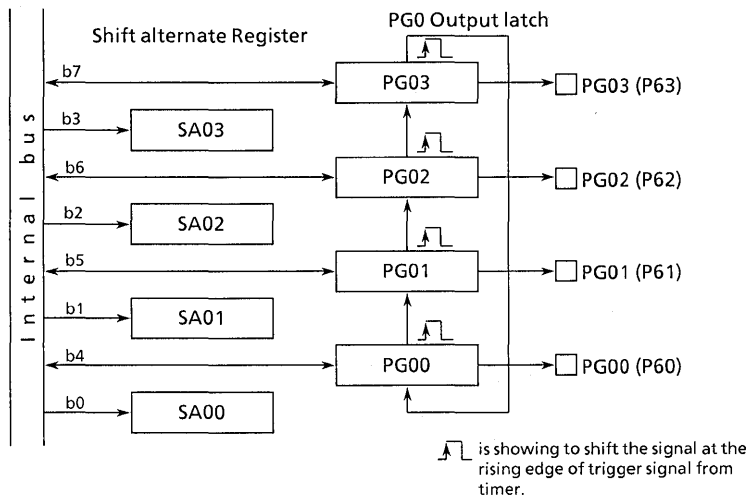 PG0 Output latch
Shift alternate Register
b7
PG03
PG03 (P63)
b3
SA03
b6
PG02
PG02 (P62)
b2
SA02
b5
PG01
PG01 (P61)
b1
SA01
b4
PG00
PG00 (P60)
b0
SA00
Internal bus
is showing to shift the signal at the
rising edge of trigger signal from
timer.